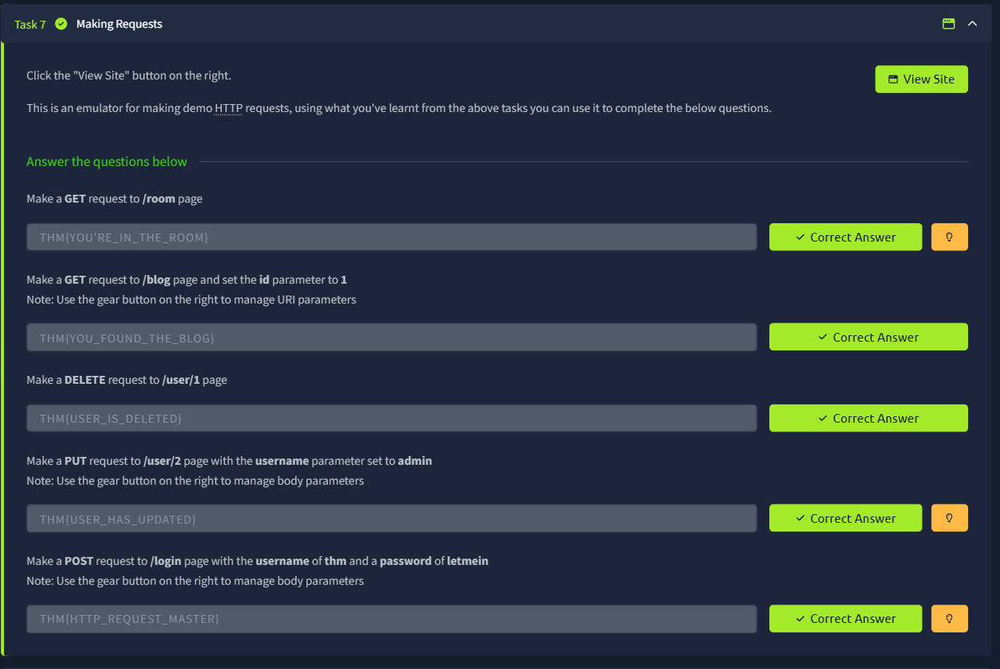 Task 7 Making Requests
Click the "View Site" button on the right.
View Site
This is an emulator for making demo HTTP requests, using what you've learnt from the above tasks you can use it to complete the below questions.
Answer the questions below
Make a GET request to /room page
THM{YOU'RE_IN_THE_ROOM}
Correct Answer
Make a GET request to /blog page and set the id parameter to 1
Note: Use the gear button on the right to manage URI parameters
THM{YOU_FOUND_THE_BLOG}
Correct Answer
Make a DELETE request to /user/1 page
THM{USER_IS_DELETED}
Correct Answer
Make a PUT request to /user/2 page with the username parameter set to admin
Note: Use the gear button on the right to manage body parameters
THM{USER_HAS_UPDATED}
Correct Answer
Make a POST request to /login page with the username of thm and a password of letmein
Note: Use the gear button on the right to manage body parameters
THM{HTTP_REQUEST_MASTER}
Correct Answer